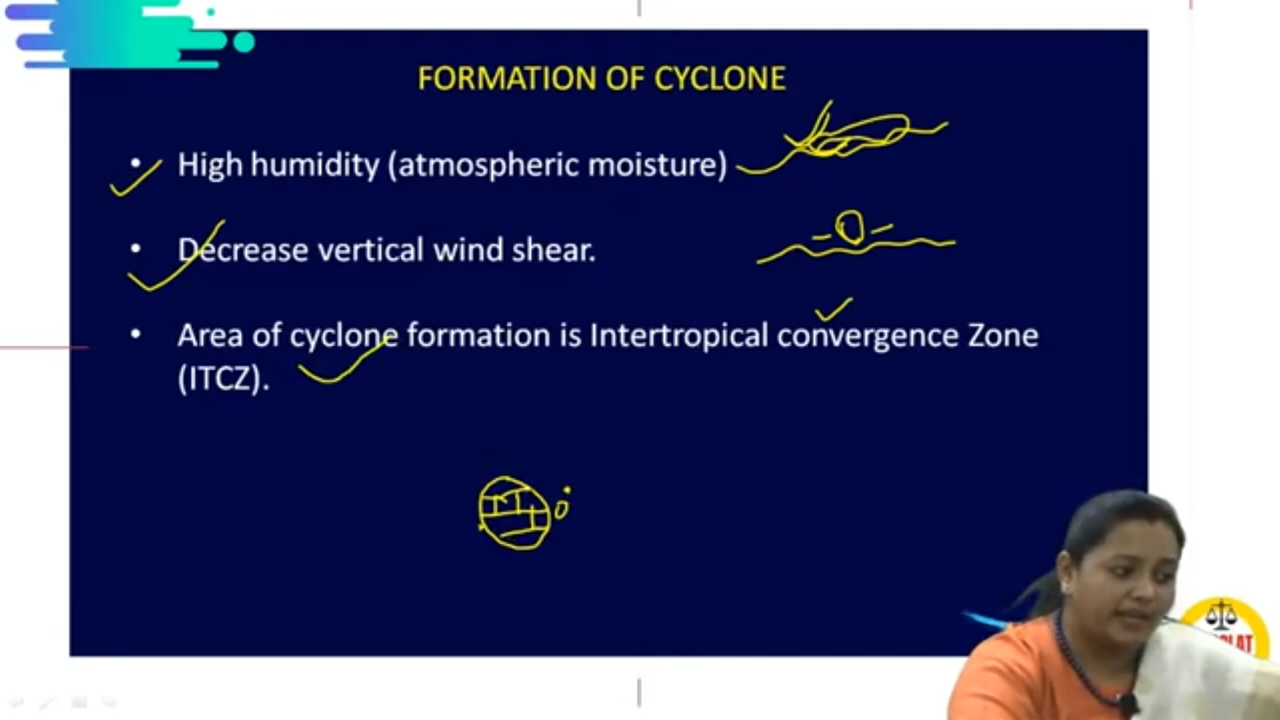 FORMATION OF CYCLONE
• High humidity (atmospheric moisture)
• Decrease vertical wind shear.
• Area of cyclone formation is Intertropical convergence Zone
(ITCZ).
0°